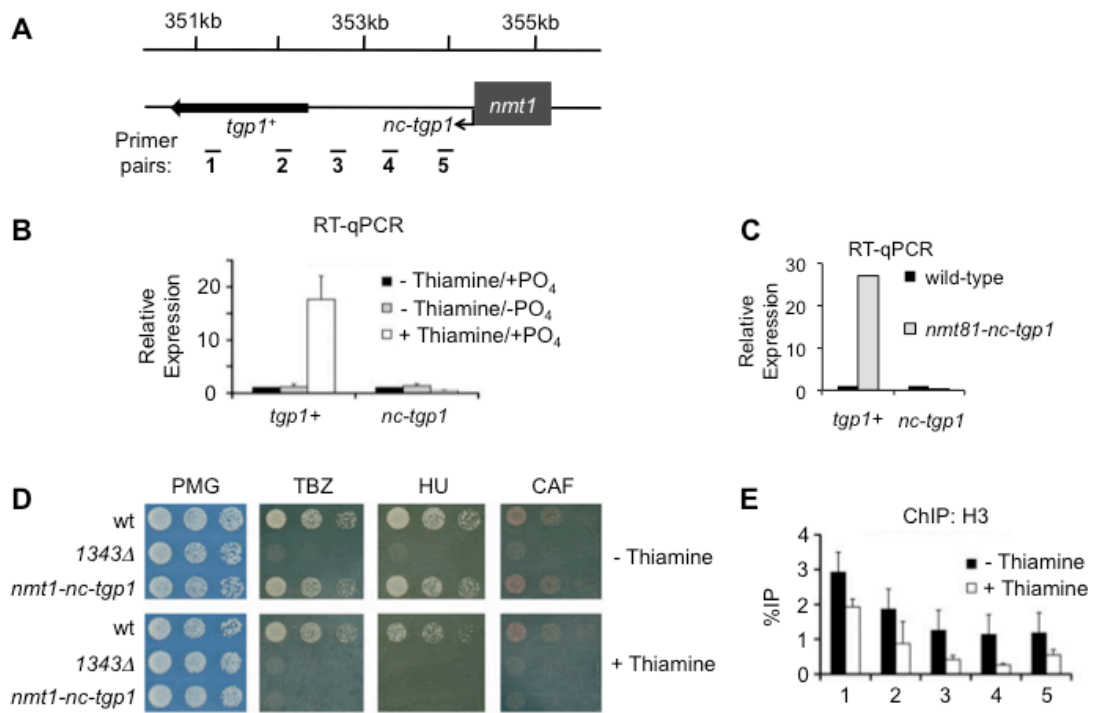 A
351kb 353kb 355kb
nmt1
tgp1+ nc-tgp1
Primer pairs: 1 2 3 4 5
B
RT-qPCR
Relative Expression
20
10
0
- Thiamine/+PO4
- Thiamine/-PO4
+ Thiamine/+PO4
tgp1+ nc-tgp1
C
RT-qPCR
Relative Expression
30
20
10
0
wild-type
nmt81-nc-tgp1
tgp1+ nc-tgp1
D
PMG TBZ HU CAF
wt
1343Δ
nmt1-nc-tgp1
- Thiamine
wt
1343Δ
nmt1-nc-tgp1
+ Thiamine
E
ChIP: H3
%IP
4
3
2
1
0
- Thiamine
+ Thiamine
1 2 3 4 5